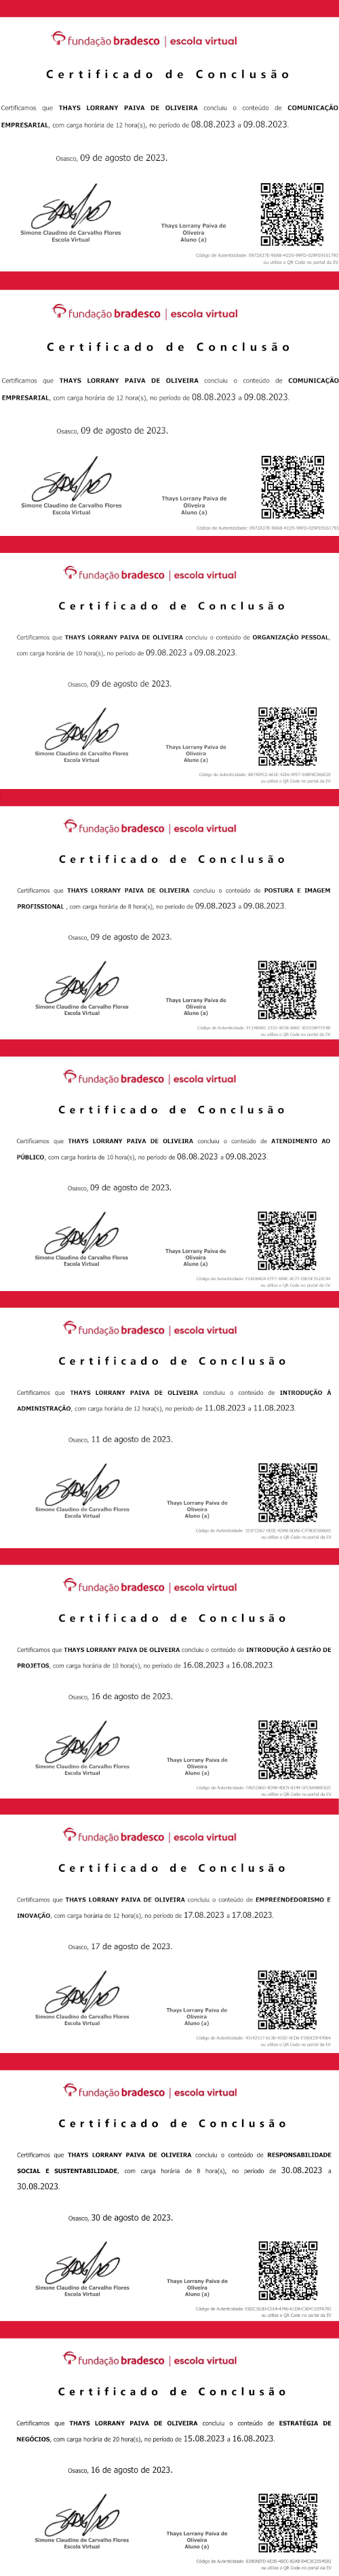 fundação bradesco | escola virtual
Certificado de Conclusão
Certificamos que THAYS LORRANY PAIVA DE OLIVEIRA concluiu o conteúdo de COMUNICAÇÃO
EMPRESARIAL, com carga horária de 12 hora(s), no período de 08.08.2023 a 09.08.2023.
Osasco, 09 de agosto de 2023.
Simone Claudino de Carvalho Flores
Escola Virtual
Thays Lorrany Paiva de
Oliveira
Aluno (a)
Código de Autenticidade:
ou utilize o QR Code no portal da EV
fundação bradesco | escola virtual
Certificado de Conclusão
Certificamos que THAYS LORRANY PAIVA DE OLIVEIRA concluiu o conteúdo de COMUNICAÇÃO
EMPRESARIAL, com carga horária de 12 hora(s), no período de 08.08.2023 a 09.08.2023.
Osasco, 09 de agosto de 2023.
Simone Claudino de Carvalho Flores
Escola Virtual
Thays Lorrany Paiva de
Oliveira
Aluno (a)
Código de Autenticidade:
fundação bradesco | escola virtual
Certificado de Conclusão
Certificamos que THAYS LORRANY PAIVA DE OLIVEIRA concluiu o conteúdo de ORGANIZAÇÃO PESSOAL,
com carga horária de 10 hora(s), no período de 09.08.2023 a 09.08.2023.
Osasco, 09 de agosto de 2023.
Simone Claudino de Carvalho Flores
Escola Virtual
Thays Lorrany Paiva de
Oliveira
Aluno (a)
Código de Autenticidade:
ou utilize o QR Code no portal da EV
fundação bradesco | escola virtual
Certificado de Conclusão
Certificamos que THAYS LORRANY PAIVA DE OLIVEIRA concluiu o conteúdo de POSTURA E IMAGEM
PROFISSIONAL , com carga horária de 8 hora(s), no período de 09.08.2023 a 09.08.2023.
Osasco, 09 de agosto de 2023.
Simone Claudino de Carvalho Flores
Escola Virtual
Thays Lorrany Paiva de
Oliveira
Aluno (a)
Código de Autenticidade:
ou utilize o QR Code no portal da EV
fundação bradesco | escola virtual
Certificado de Conclusão
Certificamos que THAYS LORRANY PAIVA DE OLIVEIRA concluiu o conteúdo de ATENDIMENTO AO
PÚBLICO, com carga horária de 10 hora(s), no período de 08.08.2023 a 09.08.2023.
Osasco, 09 de agosto de 2023.
Simone Claudino de Carvalho Flores
Escola Virtual
Thays Lorrany Paiva de
Oliveira
Aluno (a)
Código de Autenticidade:
ou utilize o QR Code no portal da EV
fundação bradesco | escola virtual
Certificado de Conclusão
Certificamos que THAYS LORRANY PAIVA DE OLIVEIRA concluiu o conteúdo de INTRODUÇÃO À
ADMINISTRAÇÃO, com carga horária de 12 hora(s), no período de 11.08.2023 a 11.08.2023.
Osasco, 11 de agosto de 2023.
Simone Claudino de Carvalho Flores
Escola Virtual
Thays Lorrany Paiva de
Oliveira
Aluno (a)
Código de Autenticidade:
ou utilize o QR Code no portal da EV
fundação bradesco | escola virtual
Certificado de Conclusão
Certificamos que THAYS LORRANY PAIVA DE OLIVEIRA concluiu o conteúdo de INTRODUÇÃO À GESTÃO DE
PROJETOS, com carga horária de 10 hora(s), no período de 16.08.2023 a 16.08.2023.
Osasco, 16 de agosto de 2023.
Simone Claudino de Carvalho Flores
Escola Virtual
Thays Lorrany Paiva de
Oliveira
Aluno (a)
Código de Autenticidade:
ou utilize o QR Code no portal da EV
fundação bradesco | escola virtual
Certificado de Conclusão
Certificamos que THAYS LORRANY PAIVA DE OLIVEIRA concluiu o conteúdo de EMPREENDEDORISMO E
INOVAÇÃO, com carga horária de 12 hora(s), no período de 17.08.2023 a 17.08.2023.
Osasco, 17 de agosto de 2023.
Simone Claudino de Carvalho Flores
Escola Virtual
Thays Lorrany Paiva de
Oliveira
Aluno (a)
Código de Autenticidade:
ou utilize o QR Code no portal da EV
fundação bradesco | escola virtual
Certificado de Conclusão
Certificamos que THAYS LORRANY PAIVA DE OLIVEIRA concluiu o conteúdo de RESPONSABILIDADE
SOCIAL E SUSTENTABILIDADE, com carga horária de 8 hora(s), no período de 30.08.2023 a
30.08.2023.
Osasco, 30 de agosto de 2023.
Simone Claudino de Carvalho Flores
Escola Virtual
Thays Lorrany Paiva de
Oliveira
Aluno (a)
Código de Autenticidade:
ou utilize o QR Code no portal da EV
fundação bradesco | escola virtual
Certificado de Conclusão
Certificamos que THAYS LORRANY PAIVA DE OLIVEIRA concluiu o conteúdo de ESTRATÉGIA DE
NEGÓCIOS, com carga horária de 20 hora(s), no período de 15.08.2023 a 16.08.2023.
Osasco, 16 de agosto de 2023.
Simone Claudino de Carvalho Flores
Escola Virtual
Thays Lorrany Paiva de
Oliveira
Aluno (a)
Código de Autenticidade:
ou utilize o QR Code no portal da EV